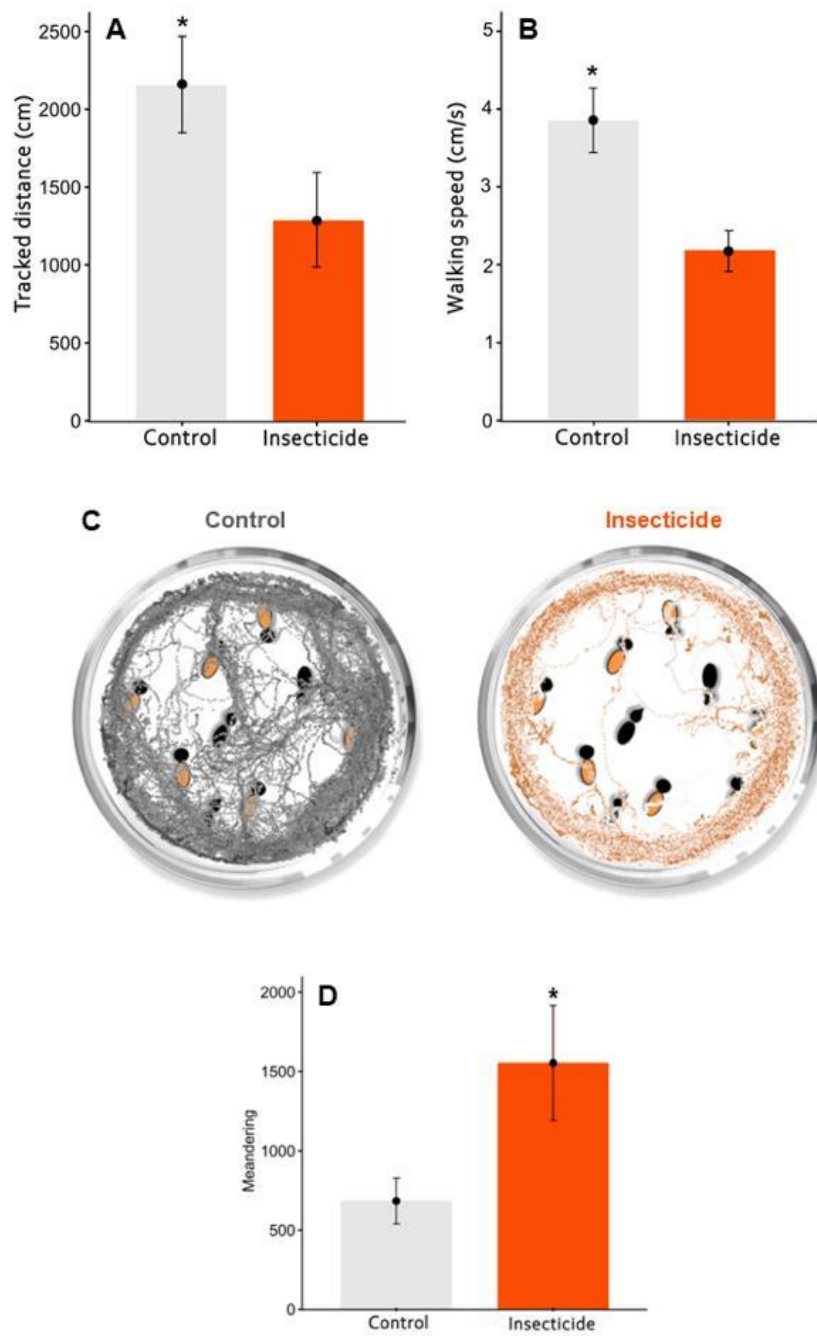 A
*
Tracked distance (cm)
2500
2000
1500
1000
500
0
Control
Insecticide
B
*
Walking speed (cm/s)
5
4
3
2
1
0
Control
Insecticide
C
Control
Insecticide
D
*
Meandering
2000
1500
1000
500
0
Control
Insecticide